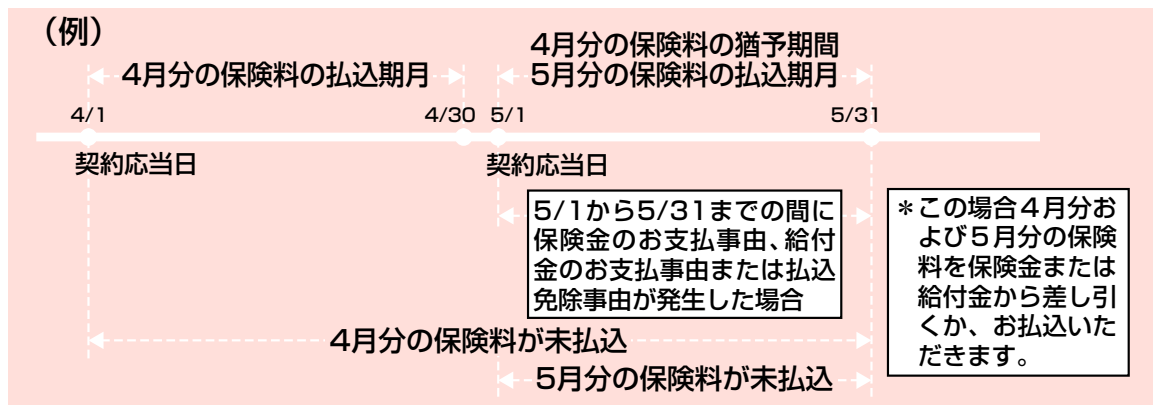 (例)
4月分の保険料の払込期月
4月分の保険料の猶予期間
5月分の保険料の払込期月
4/1
4/30
5/1
5/31
契約応当日
契約応当日
5/1から5/31までの間に
保険金のお支払事由、給付
金のお支払事由または払込
免除事由が発生した場合
＊この場合4月分お
よび5月分の保険
料を保険金または
給付金から差し引
くか、お払込いた
だきます。
4月分の保険料が未払込
5月分の保険料が未払込